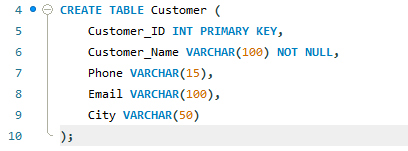 4 CREATE TABLE Customer (
5 Customer_ID INT PRIMARY KEY,
6 Customer_Name VARCHAR(100) NOT NULL,
7 Phone VARCHAR(15),
8 Email VARCHAR(100),
9 City VARCHAR(50)
10 );